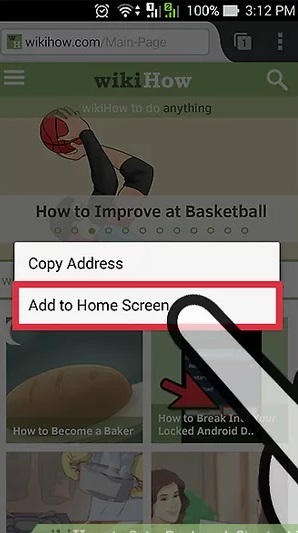 100% 3:12 PM
wikihow.com/Main-Page
1
wikiHow
wikiHow to do anything
How to Improve at Basketball
Copy Address
Add to Home Screen
How to Become a Baker
How to Break Into Your
Locked Android D...